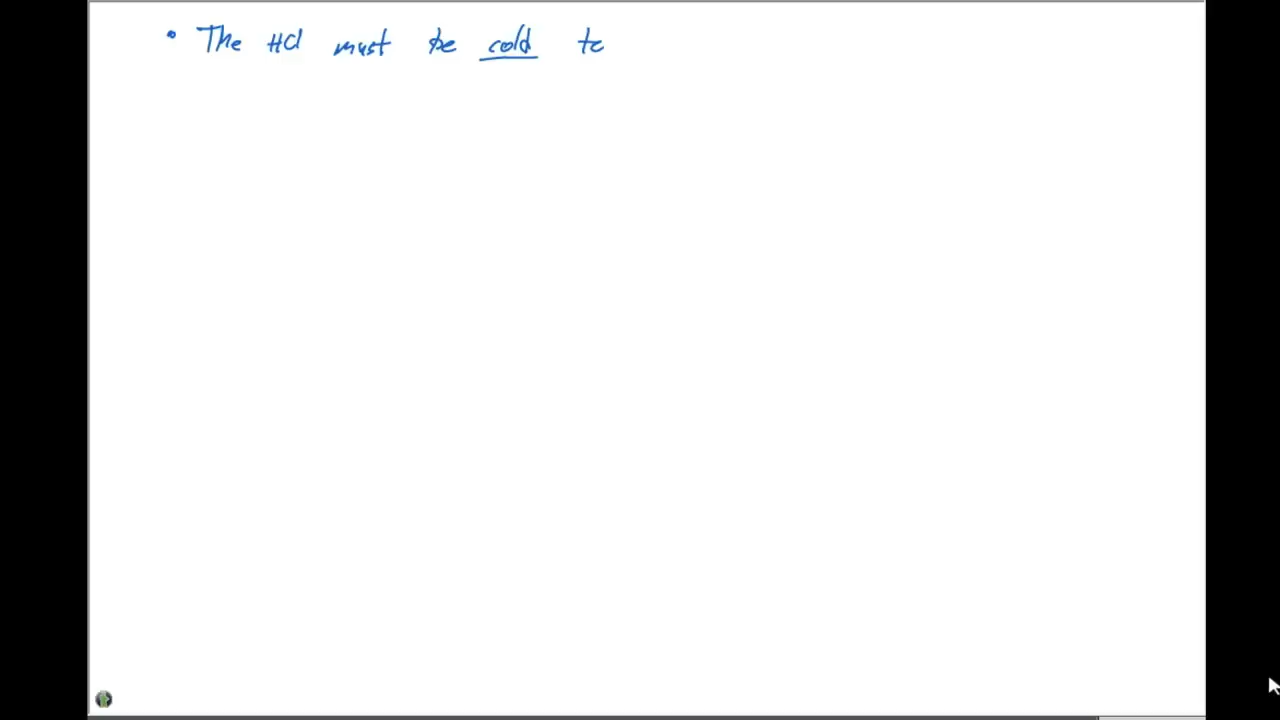 • The HCl must be cold to